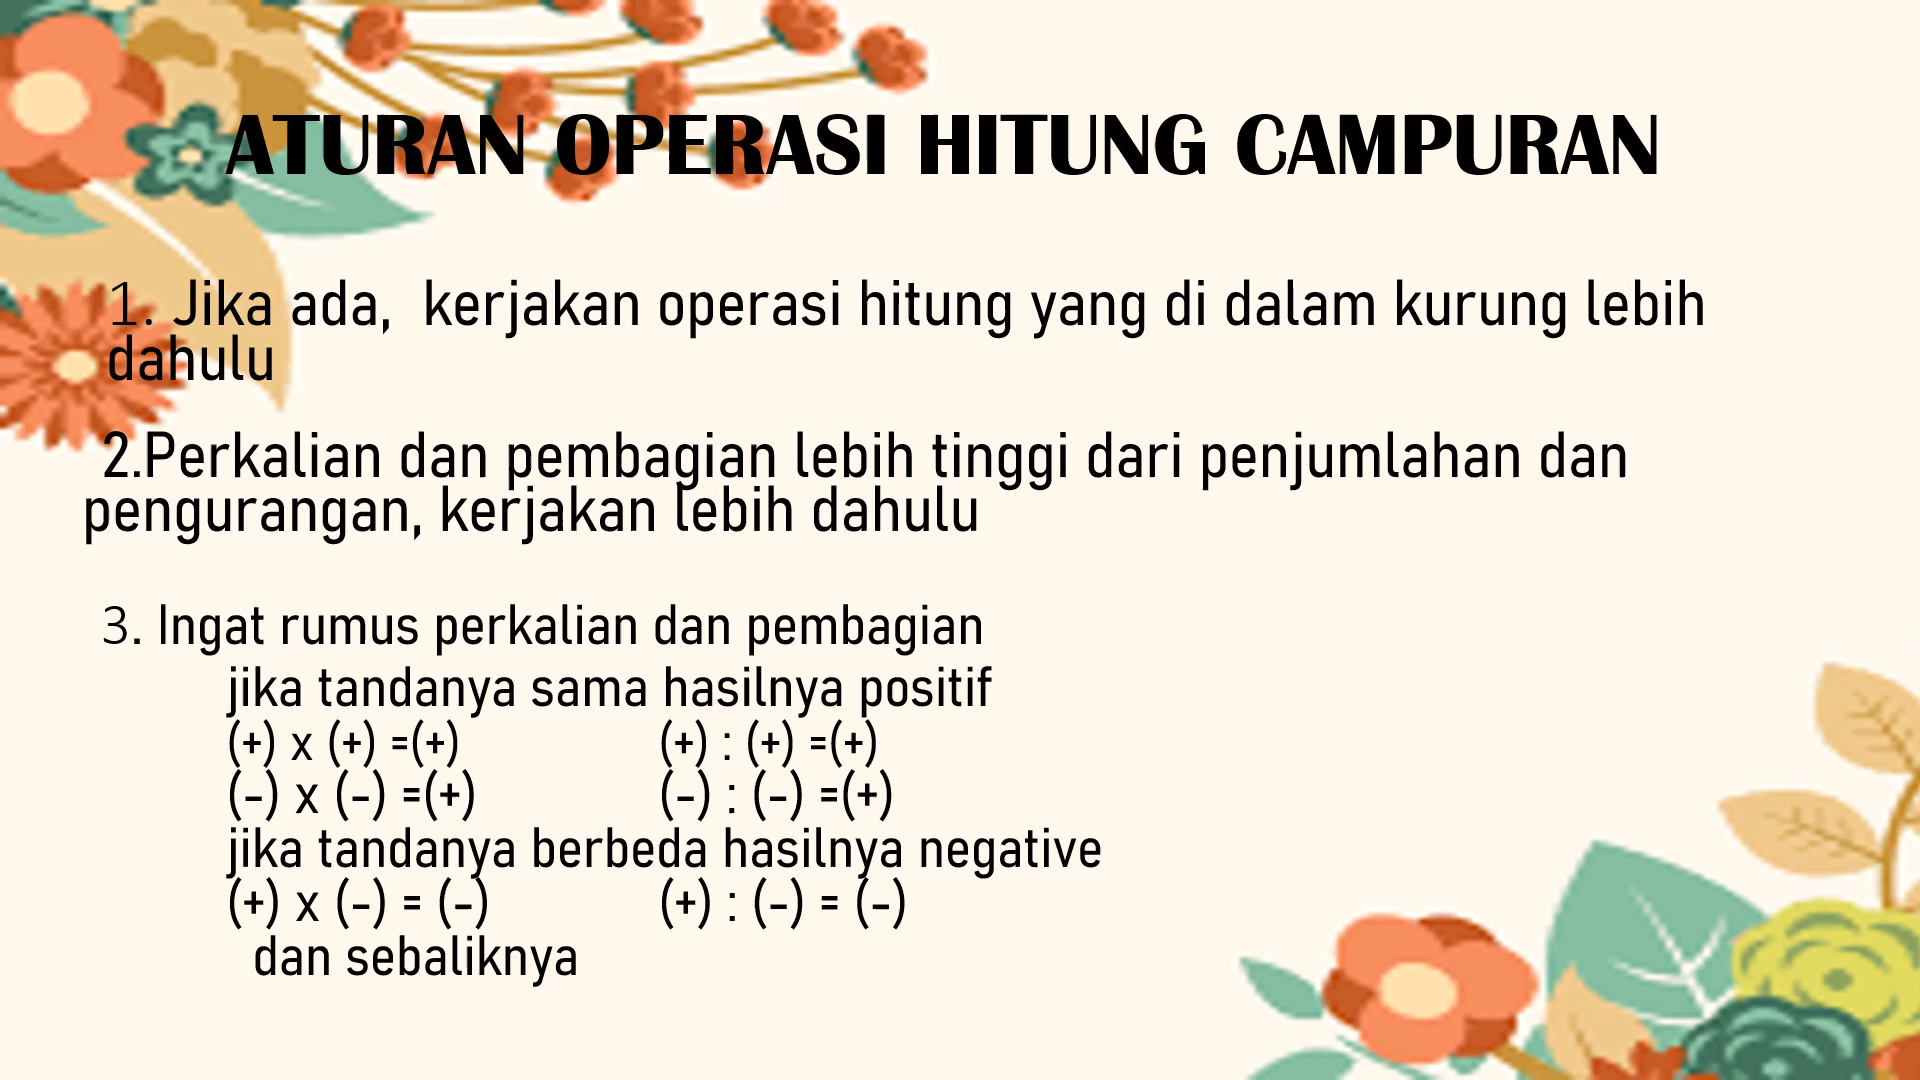 ATURAN OPERASI HITUNG CAMPURAN
1. Jika ada, kerjakan operasi hitung yang di dalam kurung lebih
dahulu
2.Perkalian dan pembagian lebih tinggi dari penjumlahan dan
pengurangan, kerjakan lebih dahulu
3. Ingat rumus perkalian dan pembagian
jika tandanya sama hasilnya positif
(+) x (+) =(+) (+) : (+) =(+)
(-) x (-) =(+) (-) : (-) =(+)
jika tandanya berbeda hasilnya negative
(+) x (-) = (-) (+) : (-) = (-)
dan sebaliknya